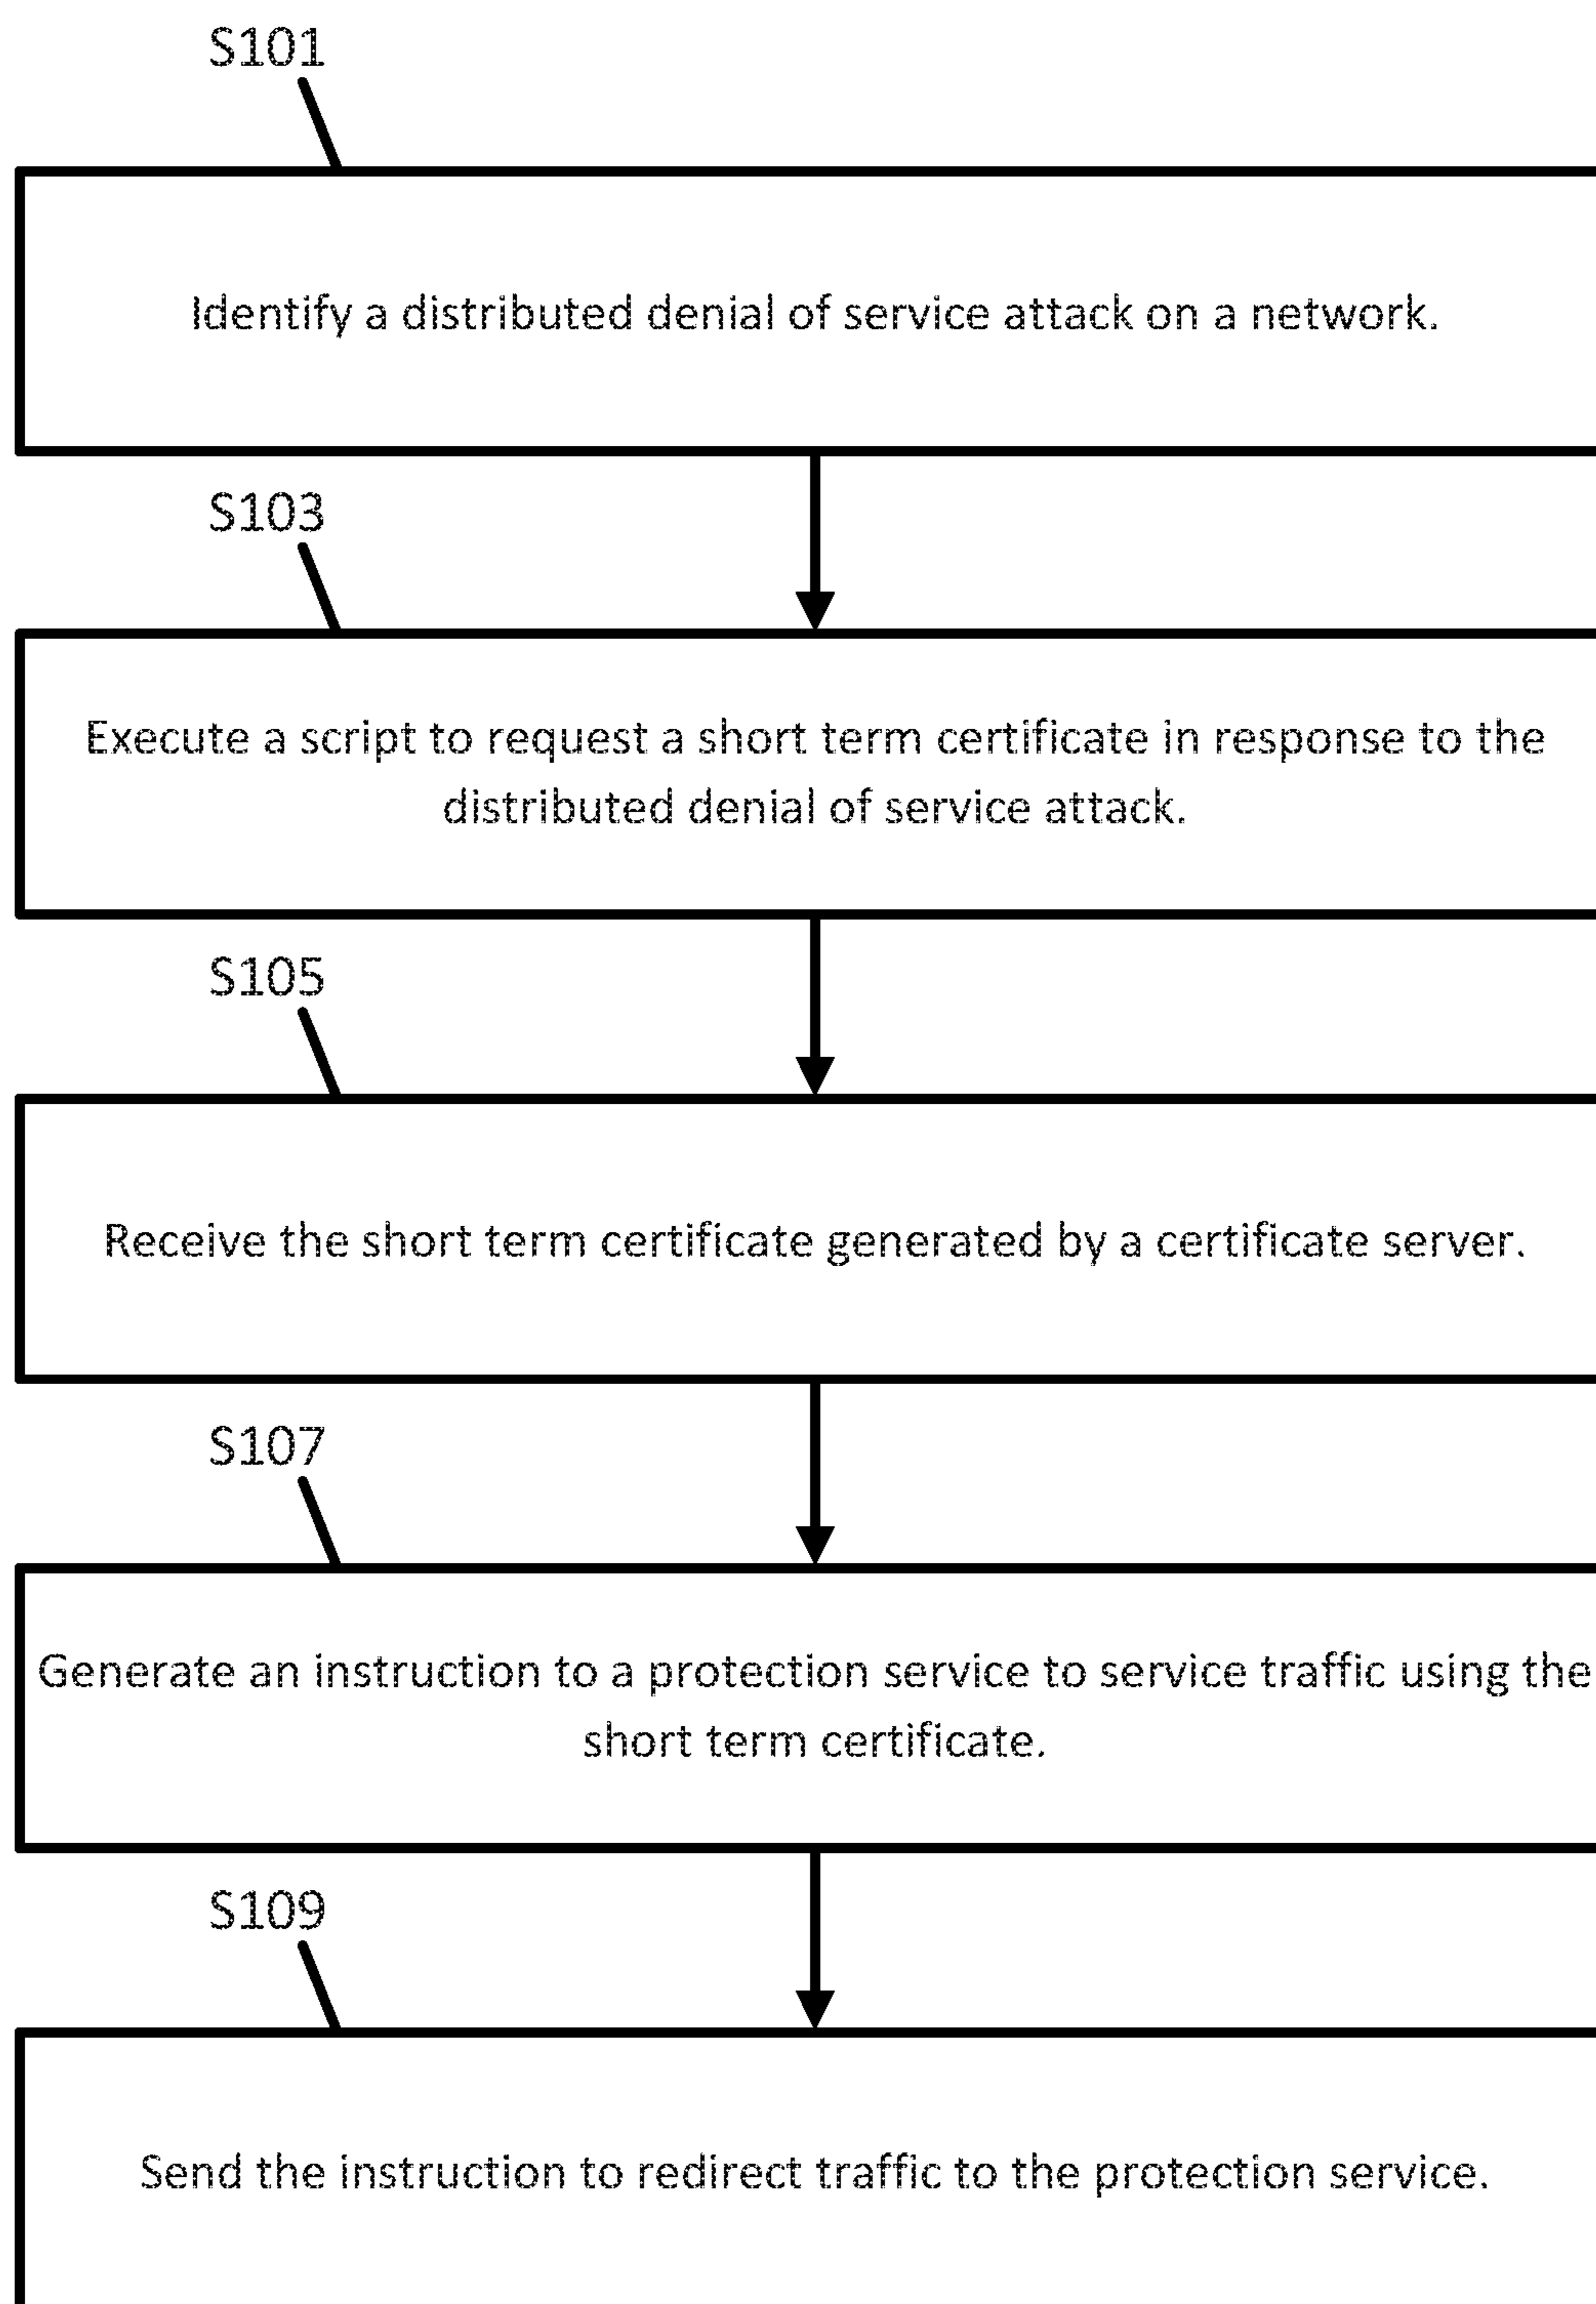 S101
Identify a distributed denial of service attack on a network.
S103
Execute a script to request a short term certificate in response to the
distributed denial of service attack.
S105
Receive the short term certificate generated by a certificate server.
S107
Generate an instruction to a protection service to service traffic using the
short term certificate.
S109
Send the instruction to redirect traffic to the protection service.